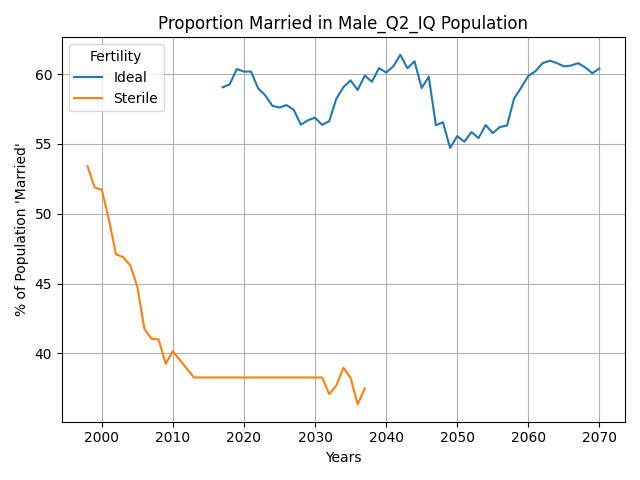 Proportion Married in Male_Q2_IQ Population
Fertility
Ideal
Sterile
% of Population 'Married'
60
55
50
45
40
2000 2010 2020 2030 2040 2050 2060 2070
Years